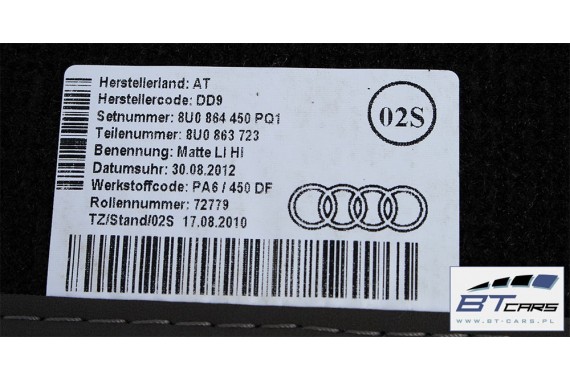 Herstellerland: AT
Herstellercode: DD9
Setnummer: 8U0 864 450 PQ1
Teilenummer: 8U0 863 723
Benennung: Matte LI HI
Datumsuhr: 30.08.2012
Werkstoffcode: PA6 / 450 DF
Rollennummer: 72779
TZ/Stand/02S 17.08.2010
02S
BT CARS
WWW.BT-CARS.PL